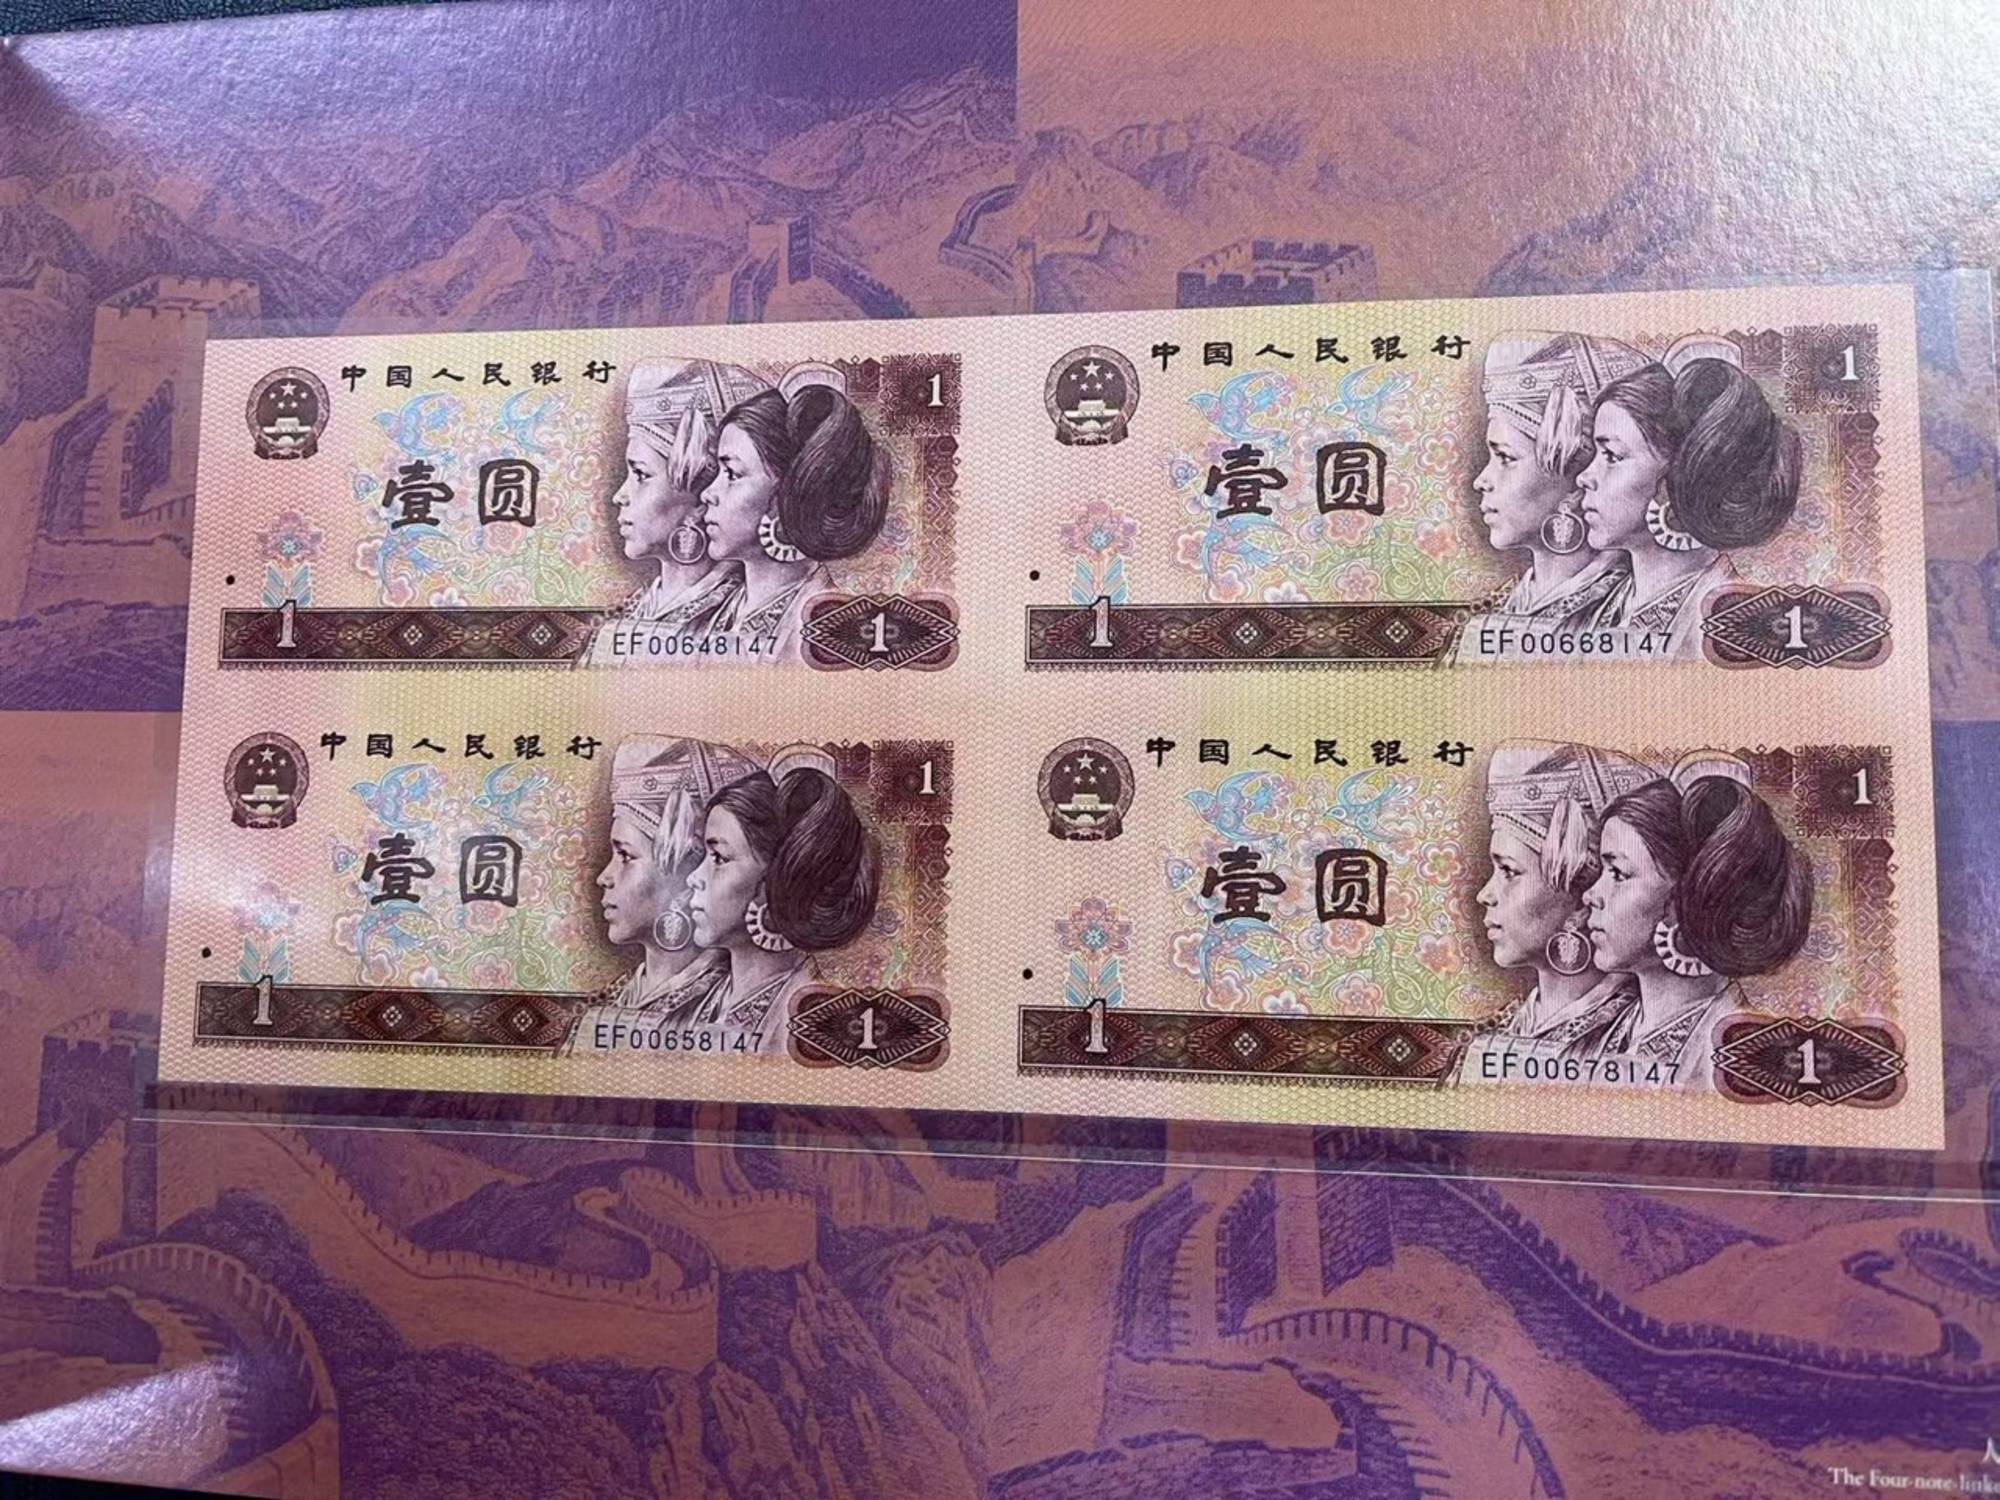 中国人民银行
1
壹圆
1
EF00648147
1
中国人民银行
1
壹圆
1
EF00668147
1
中国人民银行
1
壹圆
1
EF00658147
1
中国人民银行
1
壹圆
1
EF00678147
1
人
The Four-note-link